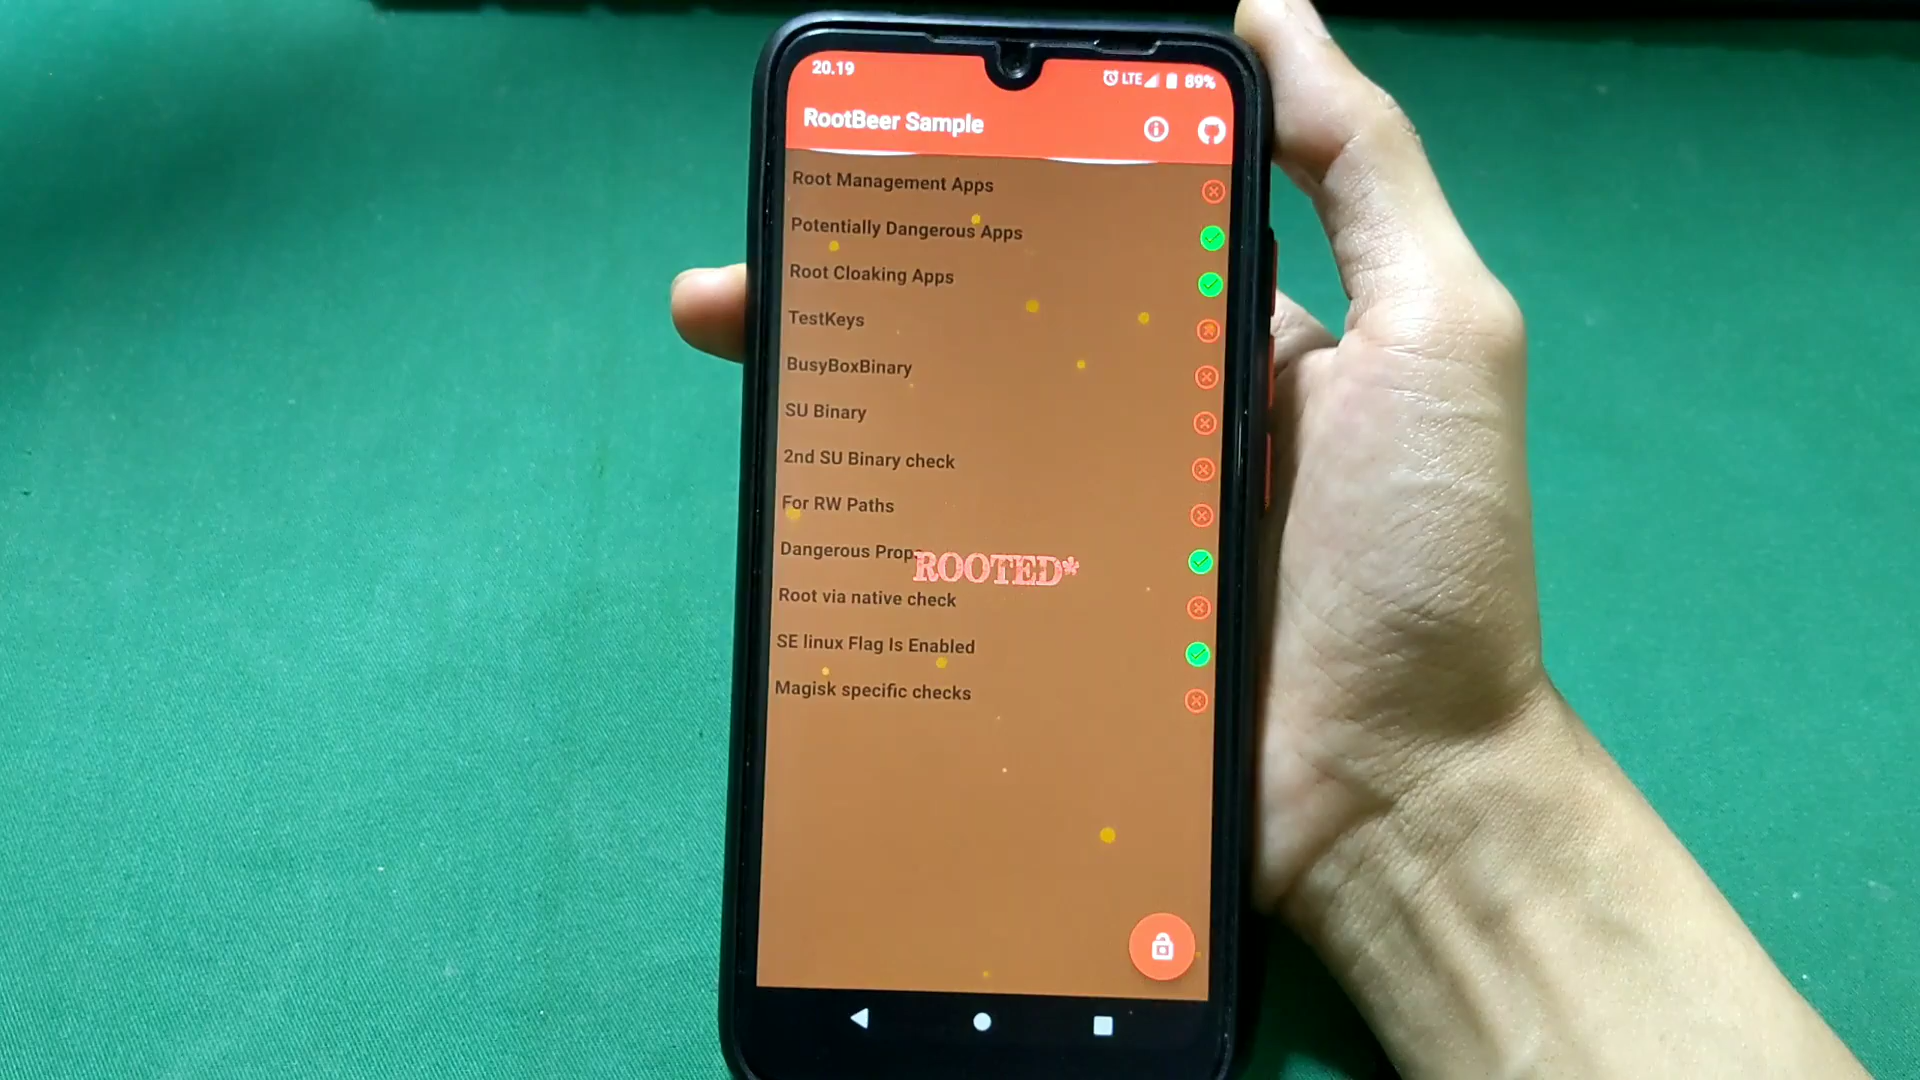 20.19 LTE 89%
RootBeer Sample
Root Management Apps
Potentially Dangerous Apps
Root Cloaking Apps
TestKeys
BusyBoxBinary
SU Binary
2nd SU Binary check
For RW Paths
Dangerous Props
ROOTED*
Root via native check
SE linux Flag Is Enabled
Magisk specific checks